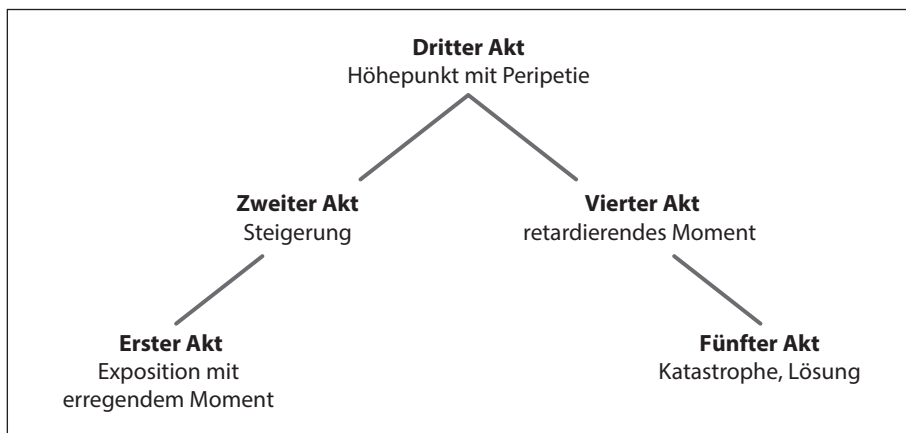 Dritter Akt
Höhepunkt mit Peripetie
Zweiter Akt
Steigerung
Vierter Akt
retardierendes Moment
Erster Akt
Exposition mit
erregendem Moment
Fünfter Akt
Katastrophe, Lösung